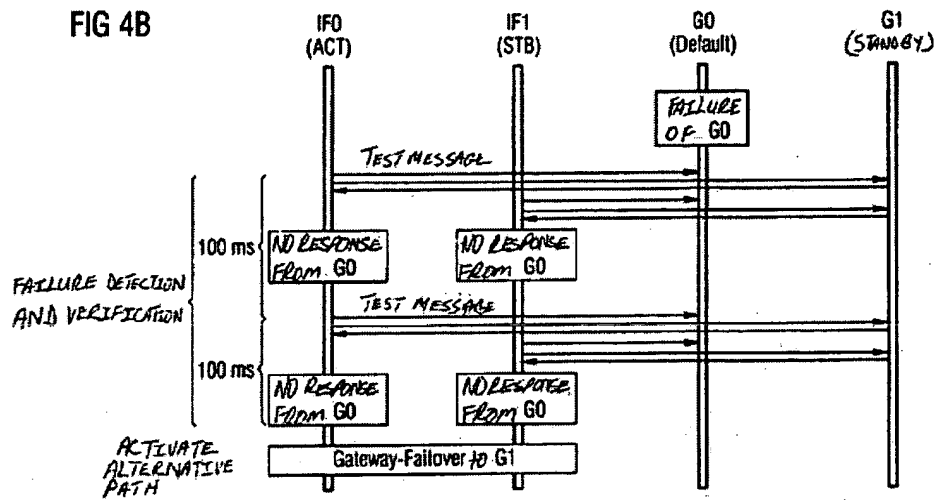 FIG 4B
IF0
(ACT)
IF1
(STB)
G0
(Default)
G1
(STANDBY)
FAILURE
OF G0
TEST MESSAGE
100 ms
NO RESPONSE
FROM G0
NO RESPONSE
FROM G0
FAILURE DETECTION
AND VERIFICATION
TEST MESSAGE
100 ms
NO RESPONSE
FROM G0
NO RESPONSE
FROM G0
ACTIVATE
ALTERNATIVE
PATH
Gateway-Failover to G1